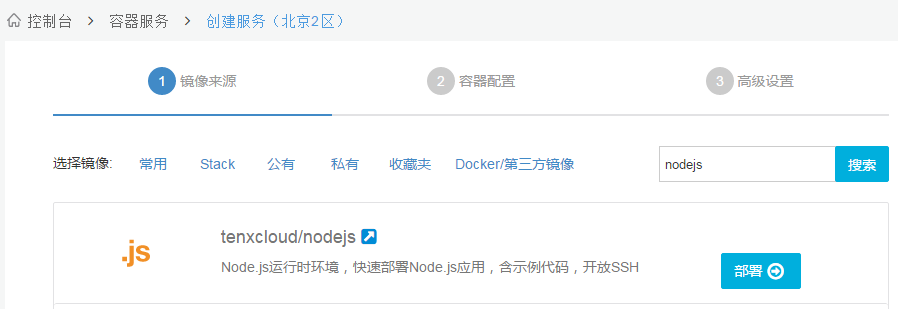 控制台 > 容器服务 > 创建服务（北京2区）
1 镜像来源 2 容器配置 3 高级设置
选择镜像: 常用 Stack 公有 私有 收藏夹 Docker/第三方镜像 nodejs 搜索
.js
tenxcloud/nodejs
Node.js运行时环境，快速部署Node.js应用，含示例代码，开放SSH
部署